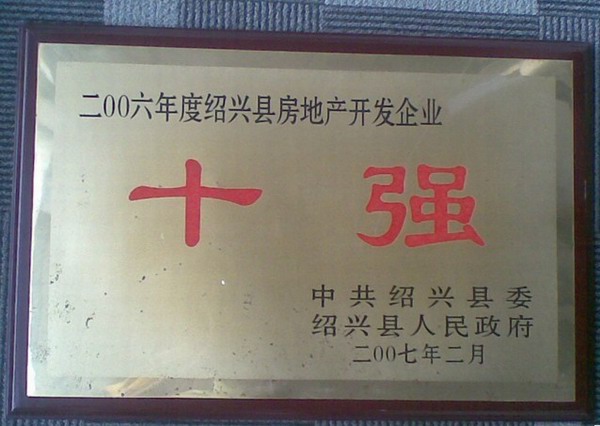 二00六年度绍兴县房地产开发企业
十强
中共绍兴县委
绍兴县人民政府
二00七年二月